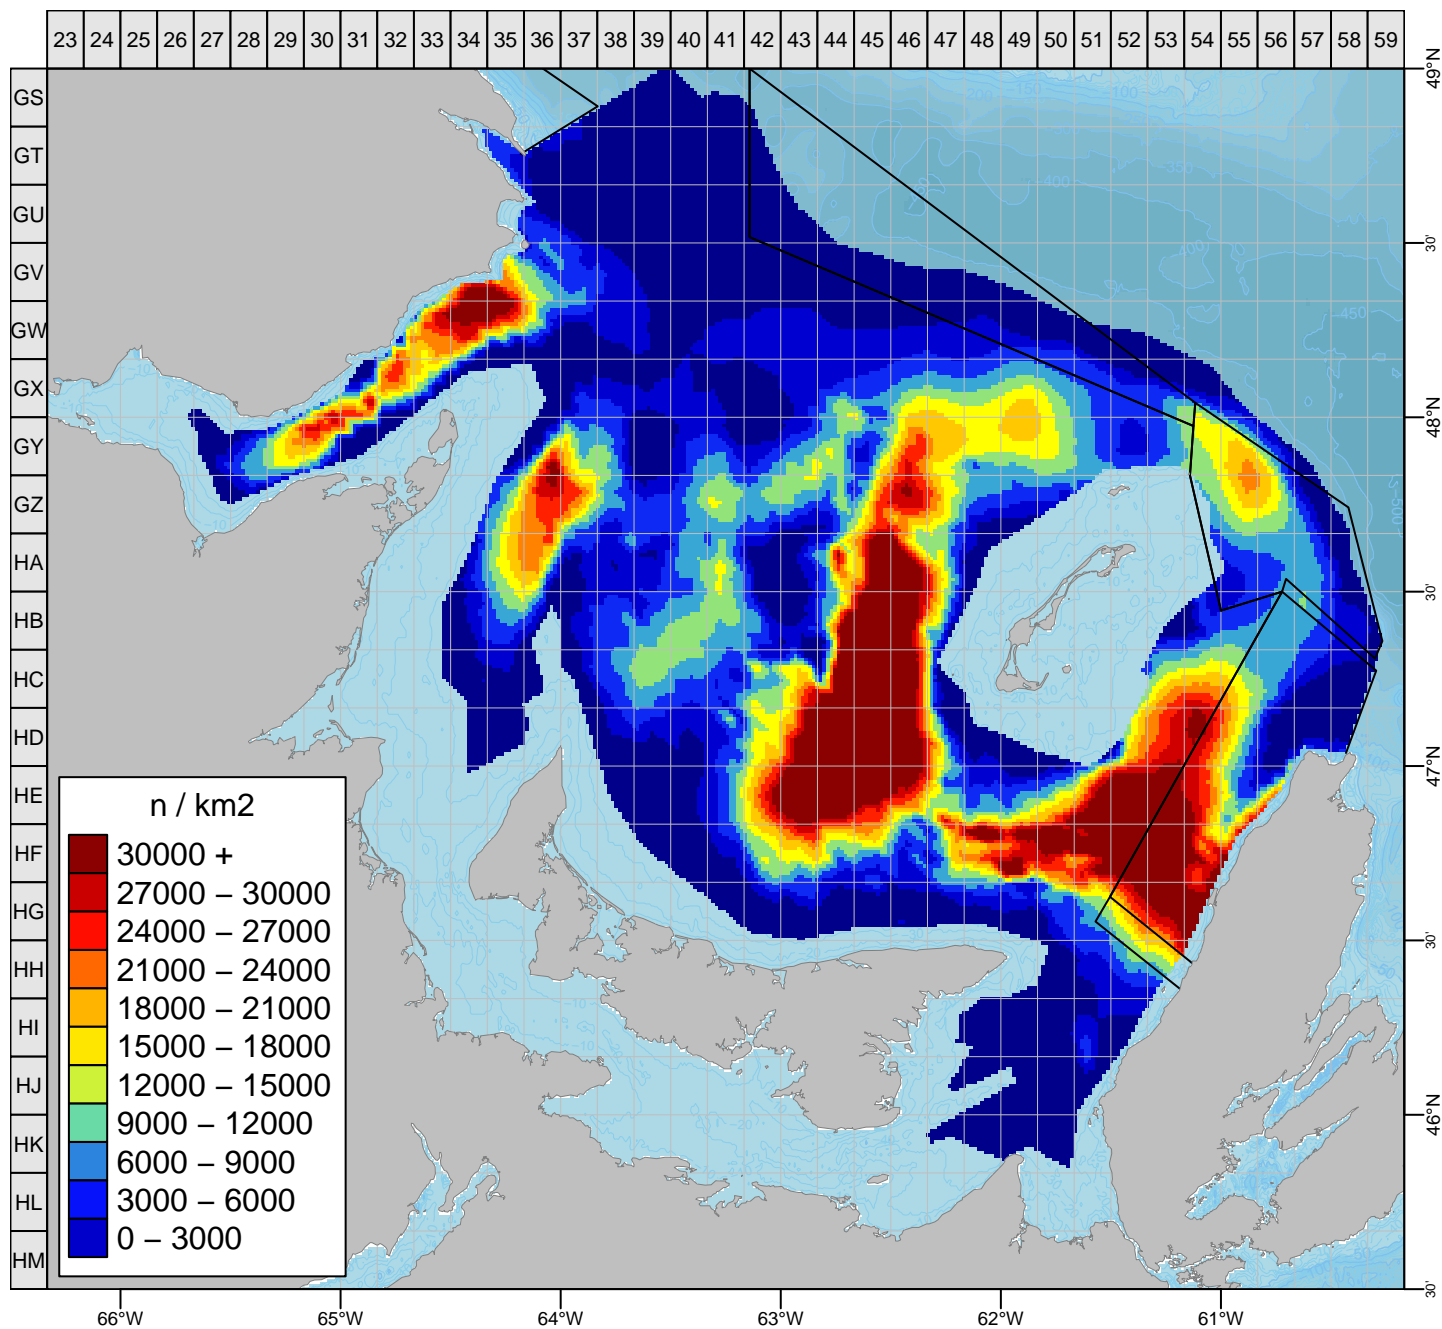 23 24 25 26 27 28 29 30 31 32 33 34 35 36 37 38 39 40 41 42 43 44 45 46 47 48 49 50 51 52 53 54 55 56 57 58 59
49°N
GS
GT
GU
30'
GV
GW
GX
48°N
GY
GZ
HA
30'
HB
HC
HD
47°N
HE
HF
HG
30'
HH
HI
HJ
46°N
HK
HL
HM
30'
n / km2
30000 +
27000 – 30000
24000 – 27000
21000 – 24000
18000 – 21000
15000 – 18000
12000 – 15000
9000 – 12000
6000 – 9000
3000 – 6000
0 – 3000
66°W 65°W 64°W 63°W 62°W 61°W